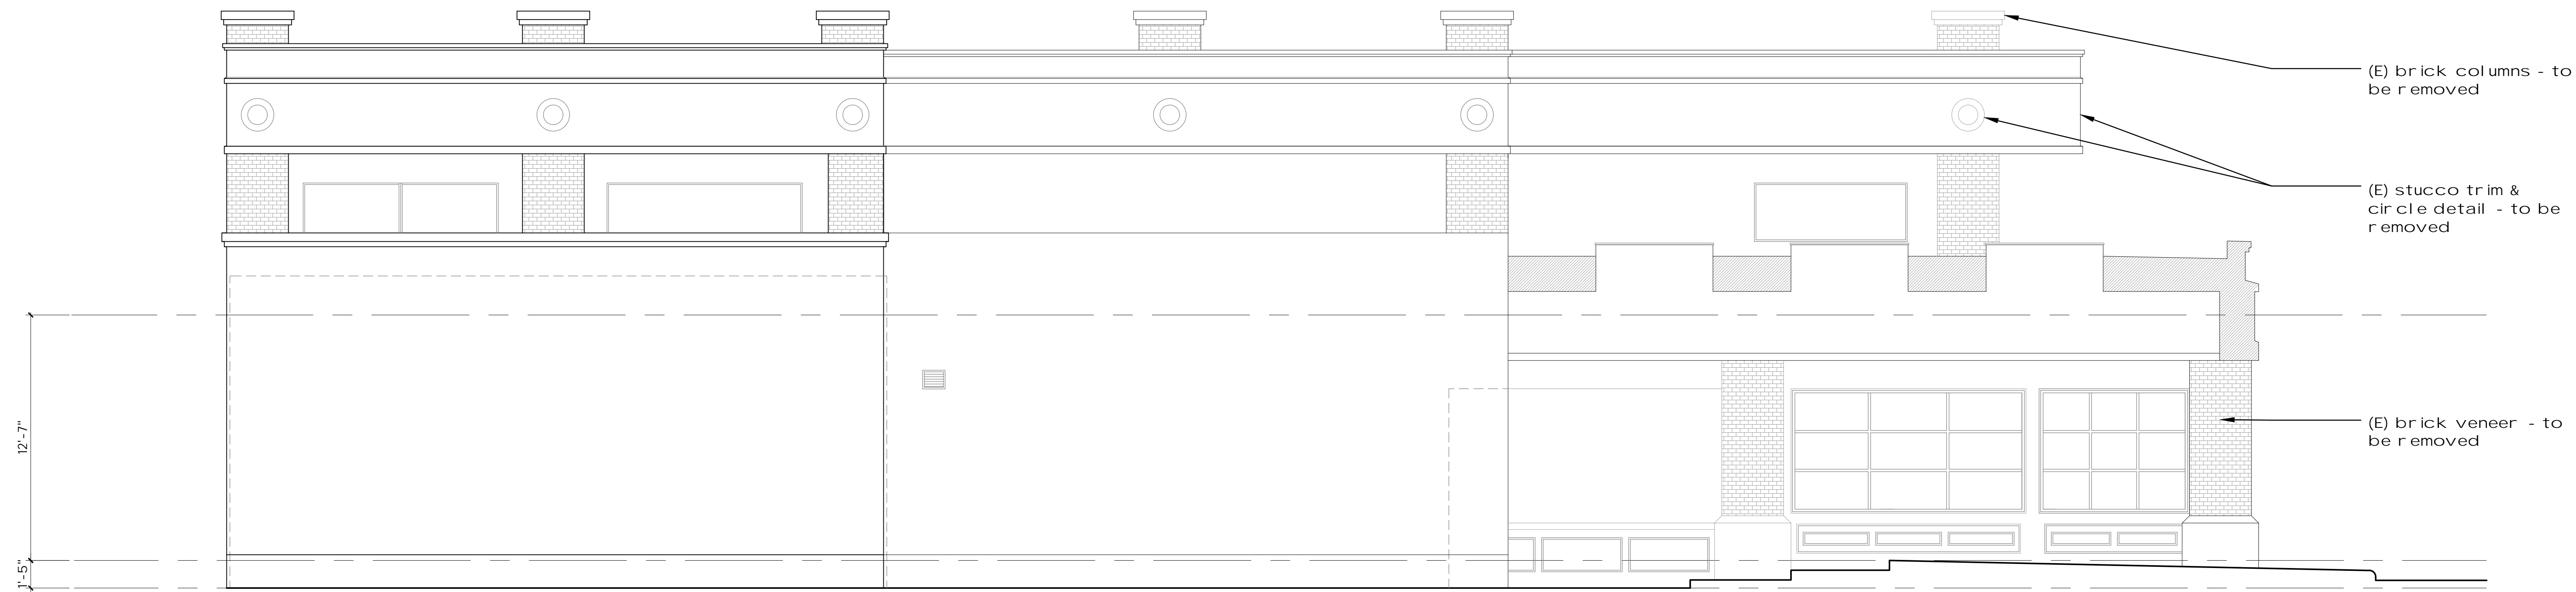 (E) brick columns - to
be removed
(E) stucco trim &
circle detail - to be
removed
(E) brick veneer - to
be removed
12'-7"
1'-5"